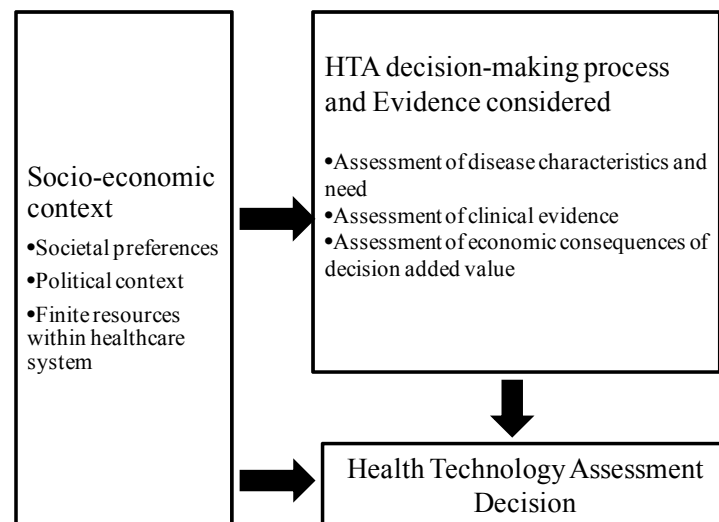 Socio-economic
context
•Societal preferences
•Political context
•Finite resources
within healthcare
system
HTA decision-making process
and Evidence considered
•Assessment of disease characteristics and
need
•Assessment of clinical evidence
•Assessment of economic consequences of
decision added value
Health Technology Assessment
Decision